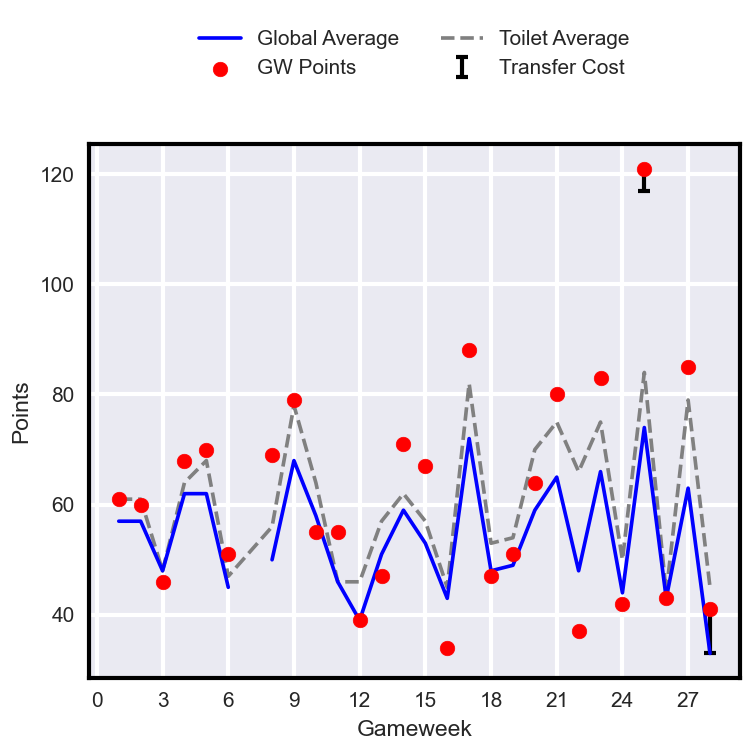 Global Average
Toilet Average
GW Points
Transfer Cost
120
100
80
60
40
Points
0 3 6 9 12 15 18 21 24 27
Gameweek